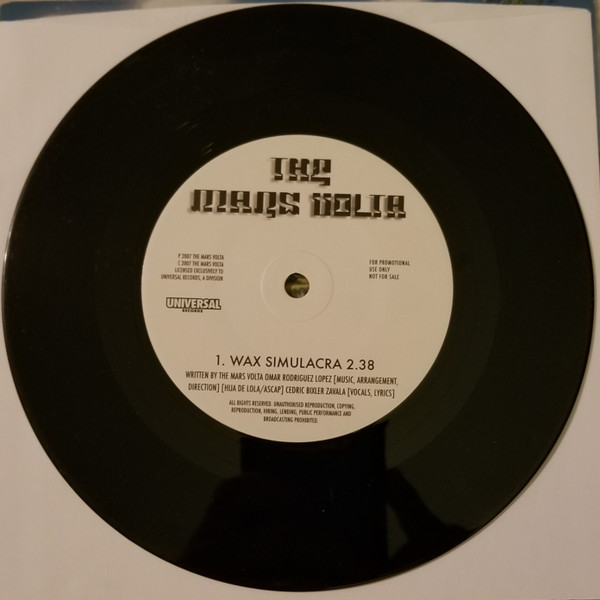 THE
MARS VOLTA
P 2007 THE MARS VOLTA
C 2007 THE MARS VOLTA
LICENSED EXCLUSIVELY TO
UNIVERSAL RECORDS, A DIVISION
FOR PROMOTIONAL
USE ONLY
NOT FOR SALE
UNIVERSAL
RECORDS
1. WAX SIMULACRA 2.38
WRITTEN BY THE MARS VOLTA OMAR RODRIGUEZ LOPEZ [MUSIC, ARRANGEMENT,
DIRECTION] [HIJA DE LOLA/ASCAP] CEDRIC BIXLER ZAVALA [VOCALS, LYRICS]
ALL RIGHTS RESERVED. UNAUTHORISED REPRODUCTION, COPYING,
REPRODUCTION, HIRING, LENDING, PUBLIC PERFORMANCE AND
BROADCASTING PROHIBITED.